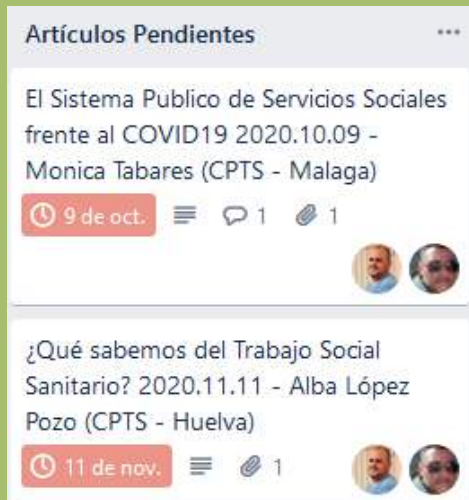 Artículos Pendientes
El Sistema Publico de Servicios Sociales
frente al COVID19 2020.10.09 -
Monica Tabares (CPTS - Malaga)
9 de oct. 1 1
¿Qué sabemos del Trabajo Social
Sanitario? 2020.11.11 - Alba López
Pozo (CPTS - Huelva)
11 de nov. 1